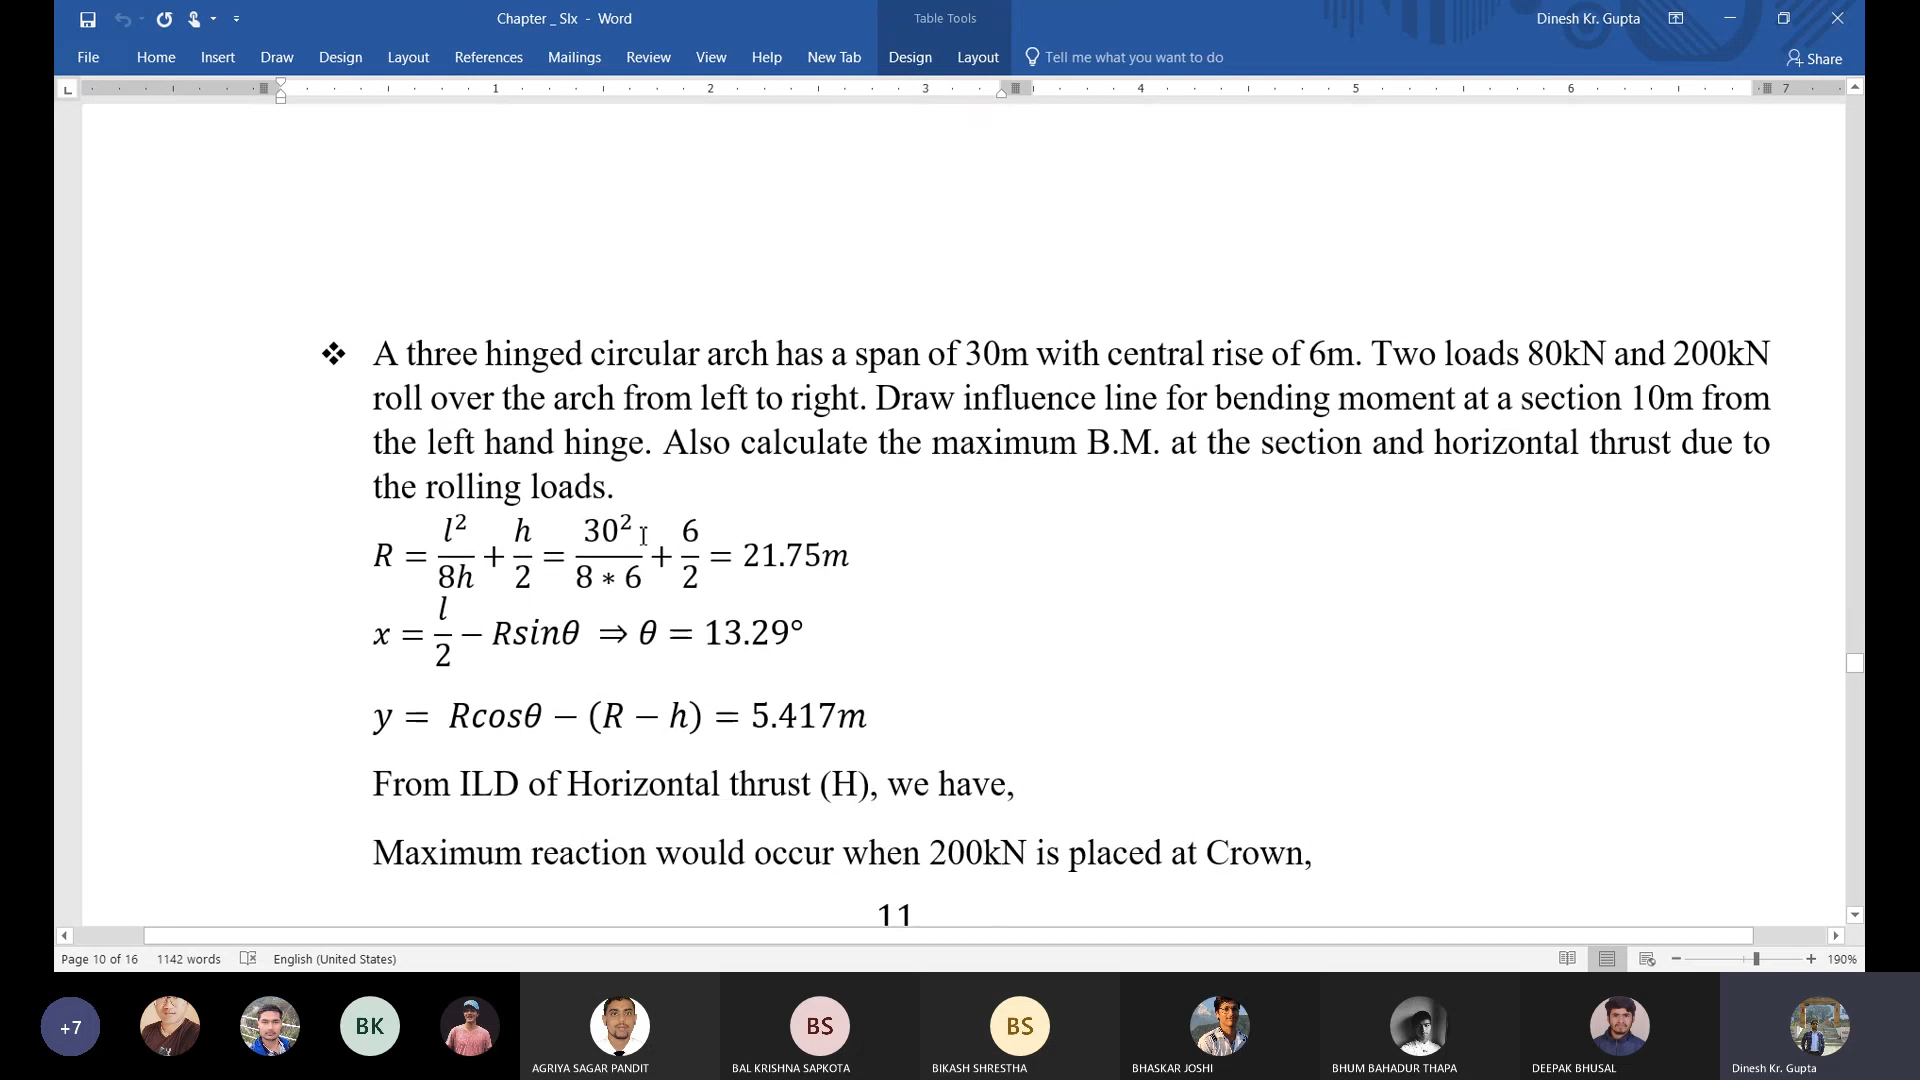 Chapter _ SIx - Word
Table Tools
Dinesh Kr. Gupta
File Home Insert Draw Design Layout References Mailings Review View Help New Tab Design Layout Tell me what you want to do Share
1 2 3 4 5 6 7
❖ A three hinged circular arch has a span of 30m with central rise of 6m. Two loads 80kN and 200kN
roll over the arch from left to right. Draw influence line for bending moment at a section 10m from
the left hand hinge. Also calculate the maximum B.M. at the section and horizontal thrust due to
the rolling loads.
R = l²/8h + h/2 = 30²/8 * 6 + 6/2 = 21.75m
x = l/2 − Rsinθ ⇒ θ = 13.29°
y = Rcosθ − (R − h) = 5.417m
From ILD of Horizontal thrust (H), we have,
Maximum reaction would occur when 200kN is placed at Crown,
11
Page 10 of 16 1142 words English (United States) 190%
+7 BK BS BS
AGRIYA SAGAR PANDIT BAL KRISHNA SAPKOTA BIKASH SHRESTHA BHASKAR JOSHI BHUM BAHADUR THAPA DEEPAK BHUSAL Dinesh Kr. Gupta